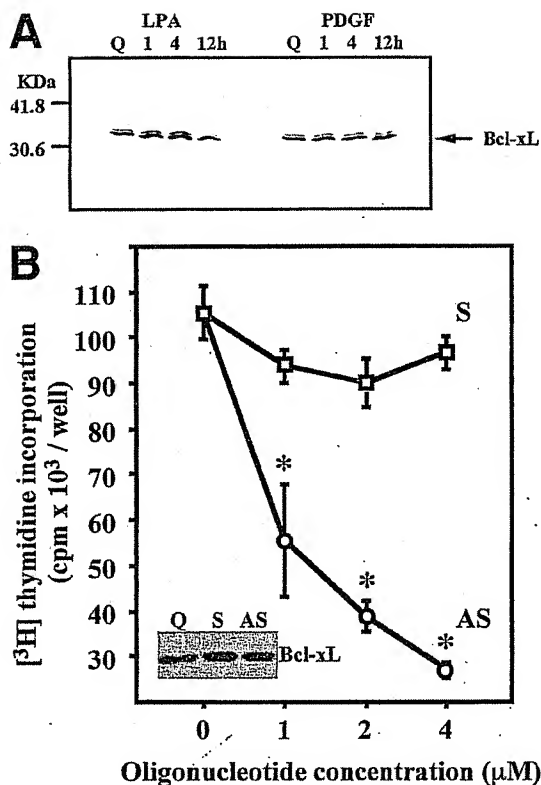 A
LPA PDGF
Q 1 4 12h Q 1 4 12h
KDa
41.8
30.6
Bcl-xL
B
110
100
90
80
70
60
50
40
30
[³H] thymidine incorporation
(cpm x 10³ / well)
S
*
*
*
AS
Q S AS
Bcl-xL
0 1 2 4
Oligonucleotide concentration (µM)